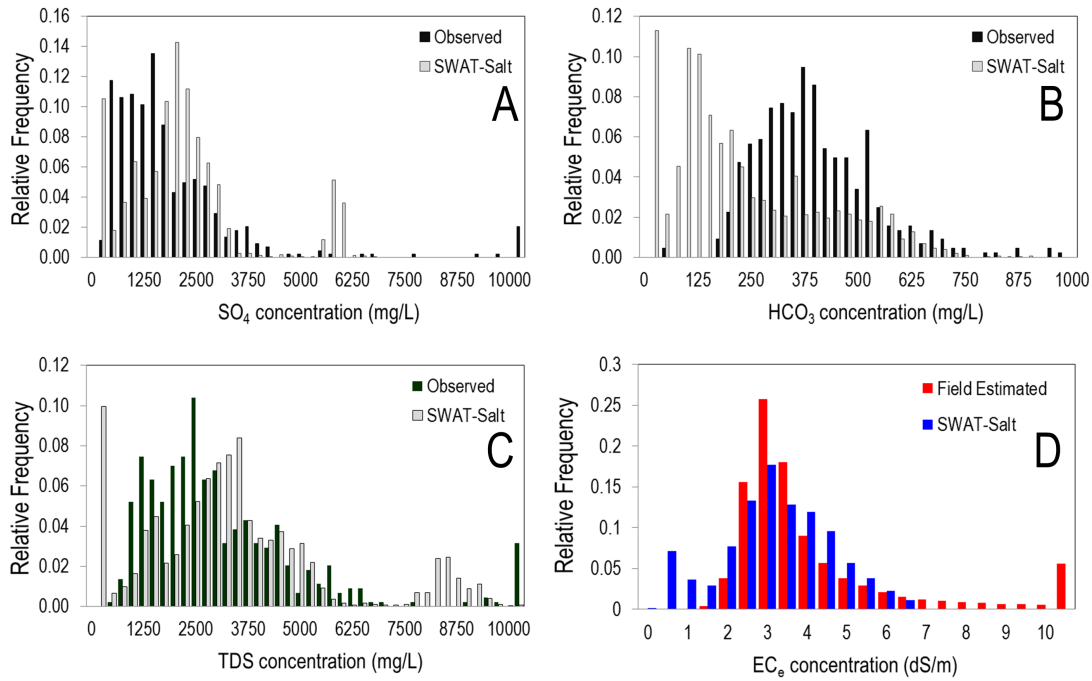 0.16
0.14
0.12
0.10
0.08
0.06
0.04
0.02
0.00
Relative Frequency
Observed
SWAT-Salt
A
0 1250 2500 3750 5000 6250 7500 8750 10000
SO₄ concentration (mg/L)
0.12
0.10
0.08
0.06
0.04
0.02
0.00
Relative Frequency
Observed
SWAT-Salt
B
0 125 250 375 500 625 750 875 1000
HCO₃ concentration (mg/L)
0.12
0.10
0.08
0.06
0.04
0.02
0.00
Relative Frequency
Observed
SWAT-Salt
C
0 1250 2500 3750 5000 6250 7500 8750 10000
TDS concentration (mg/L)
0.3
0.25
0.2
0.15
0.1
0.05
0
Relative Frequency
Field Estimated
SWAT-Salt
D
0 1 2 3 4 5 6 7 8 9 10
ECₑ concentration (dS/m)